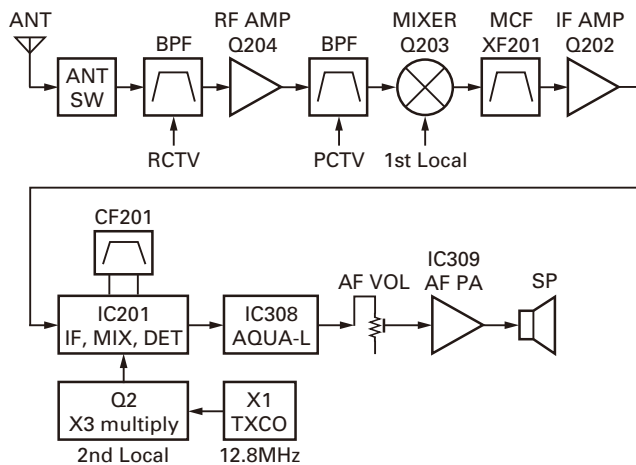 ANT
ANT
SW
BPF
RCTV
RF AMP
Q204
BPF
PCTV
MIXER
Q203
1st Local
MCF
XF201
IF AMP
Q202
CF201
IC201
IF, MIX, DET
IC308
AQUA-L
AF VOL
IC309
AF PA
SP
Q2
X3 multiply
2nd Local
X1
TXCO
12.8MHz